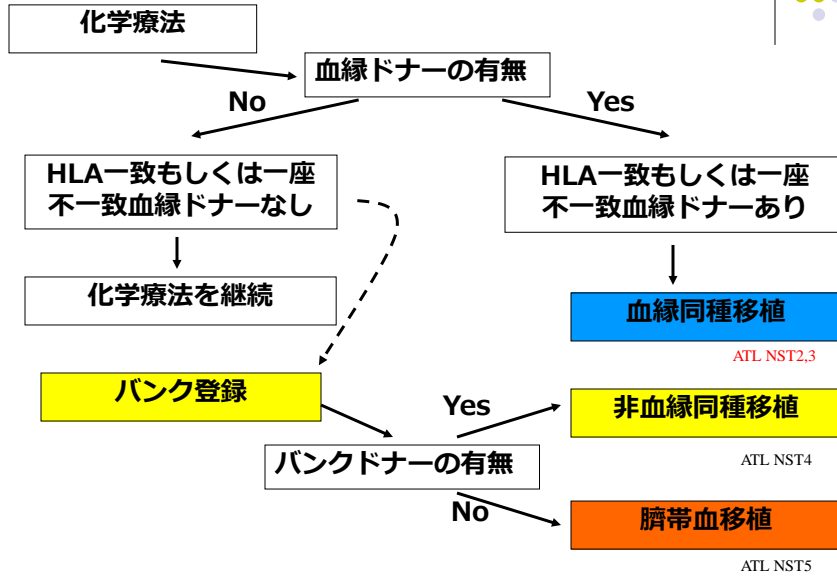 化学療法
血縁ドナーの有無
No
Yes
HLA一致もしくは一座
不一致血縁ドナーなし
HLA一致もしくは一座
不一致血縁ドナーあり
化学療法を継続
血縁同種移植
ATL NST2,3
バンク登録
Yes
非血縁同種移植
バンクドナーの有無
ATL NST4
No
臍帯血移植
ATL NST5